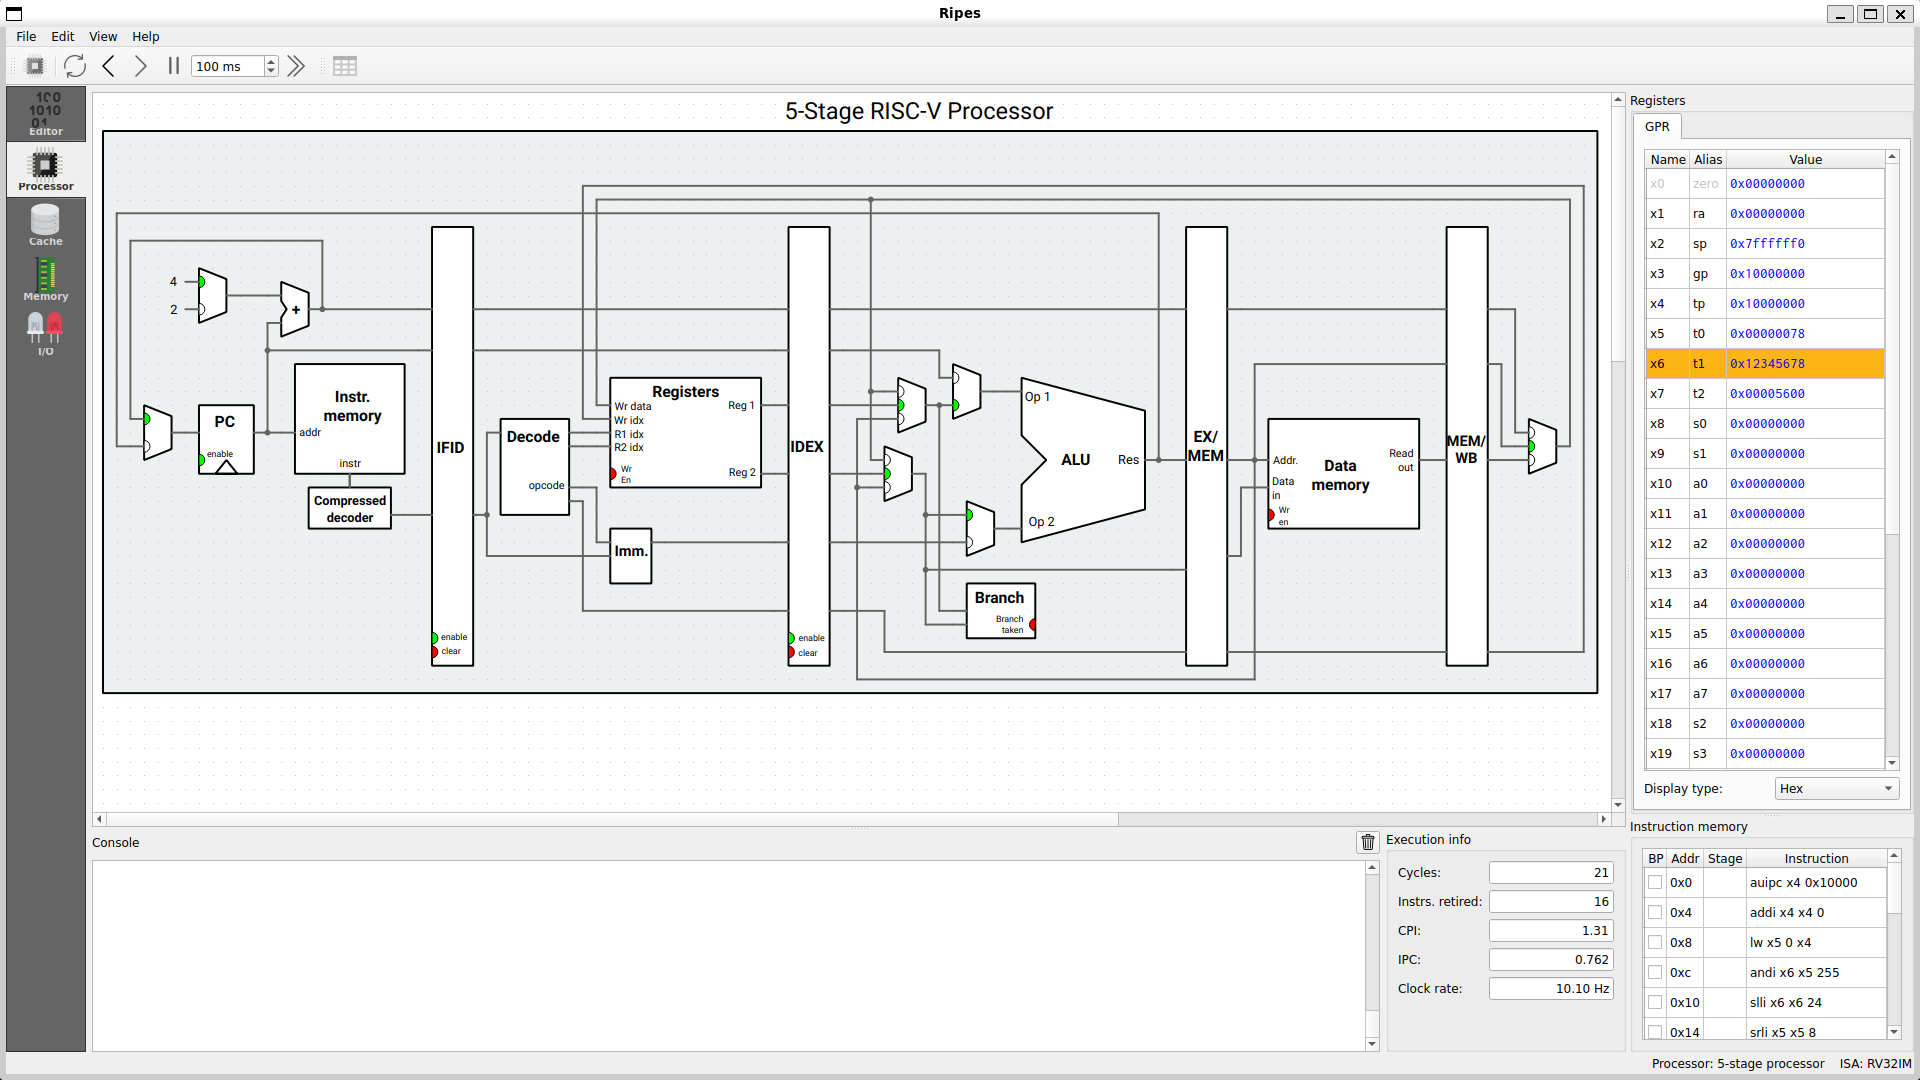 Ripes
File Edit View Help
100 ms
Editor
Processor
Cache
Memory
I/O
5-Stage RISC-V Processor
4
2
+
PC
enable
Instr.
memory
addr
instr
Compressed
decoder
IFID
enable
clear
Decode
opcode
Registers
Wr data
Wr idx
R1 idx
R2 idx
Wr
En
Reg 1
Reg 2
Imm.
IDEX
enable
clear
Op 1
ALU
Res
Op 2
Branch
Branch
taken
EX/
MEM
Addr.
Data
in
Wr
en
Data
memory
Read
out
MEM/
WB
Registers
GPR
Name Alias Value
x0 zero 0x00000000
x1 ra 0x00000000
x2 sp 0x7ffffff0
x3 gp 0x10000000
x4 tp 0x10000000
x5 t0 0x00000078
x6 t1 0x12345678
x7 t2 0x00005600
x8 s0 0x00000000
x9 s1 0x00000000
x10 a0 0x00000000
x11 a1 0x00000000
x12 a2 0x00000000
x13 a3 0x00000000
x14 a4 0x00000000
x15 a5 0x00000000
x16 a6 0x00000000
x17 a7 0x00000000
x18 s2 0x00000000
x19 s3 0x00000000
Display type: Hex
Console
Execution info
Cycles: 21
Instrs. retired: 16
CPI: 1.31
IPC: 0.762
Clock rate: 10.10 Hz
Instruction memory
BP Addr Stage Instruction
0x0 auipc x4 0x10000
0x4 addi x4 x4 0
0x8 lw x5 0 x4
0xc andi x6 x5 255
0x10 slli x6 x6 24
0x14 srli x5 x5 8
Processor: 5-stage processor ISA: RV32IM